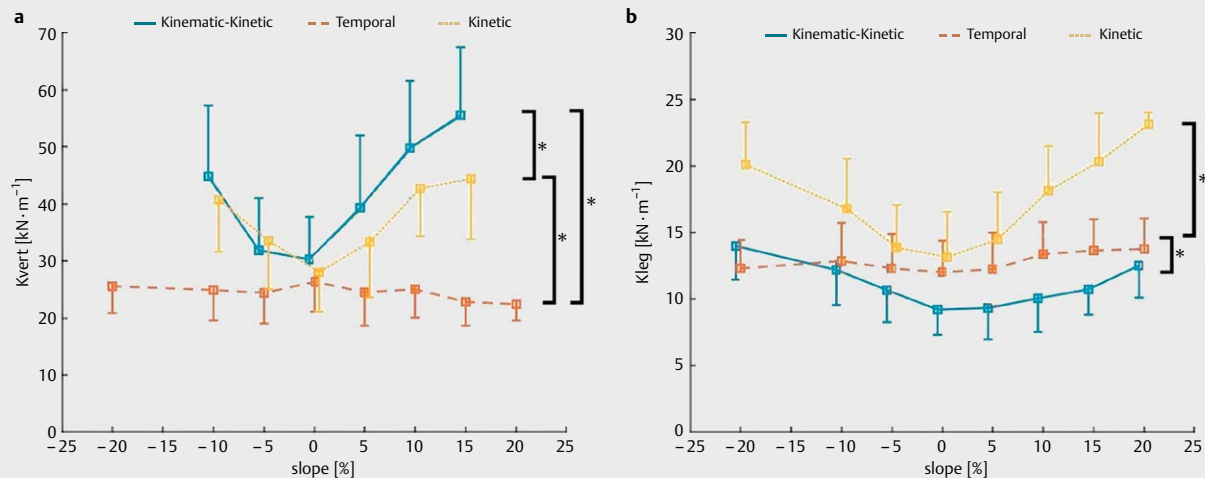 a
Kinematic-Kinetic Temporal Kinetic
70
60
50
40
30
20
10
0
Kvert [kN · m−1]
*
*
*
−25 −20 −15 −10 −5 0 5 10 15 20 25
slope [%]
b
Kinematic-Kinetic Temporal Kinetic
30
25
20
15
10
5
0
Kleg [kN · m−1]
*
*
−25 −20 −15 −10 −5 0 5 10 15 20 25
slope [%]